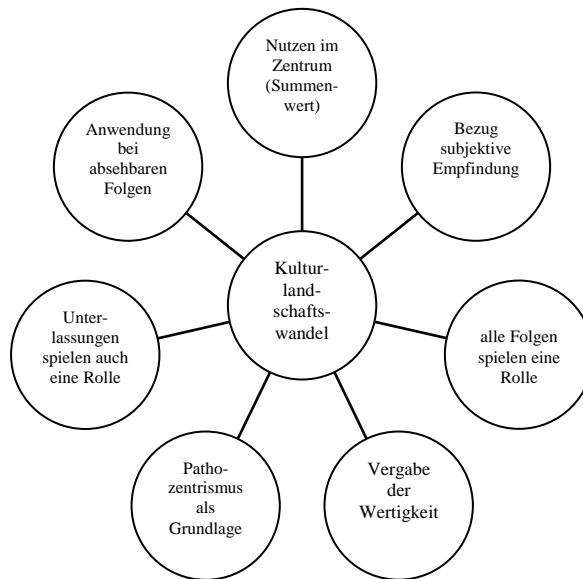 Nutzen im
Zentrum
(Summen-
wert)
Bezug
subjektive
Empfindung
alle Folgen
spielen eine
Rolle
Vergabe
der
Wertigkeit
Patho-
zentrismus
als
Grundlage
Unter-
lassungen
spielen auch
eine Rolle
Anwendung
bei
absehbaren
Folgen
Kultur-
land-
schafts-
wandel